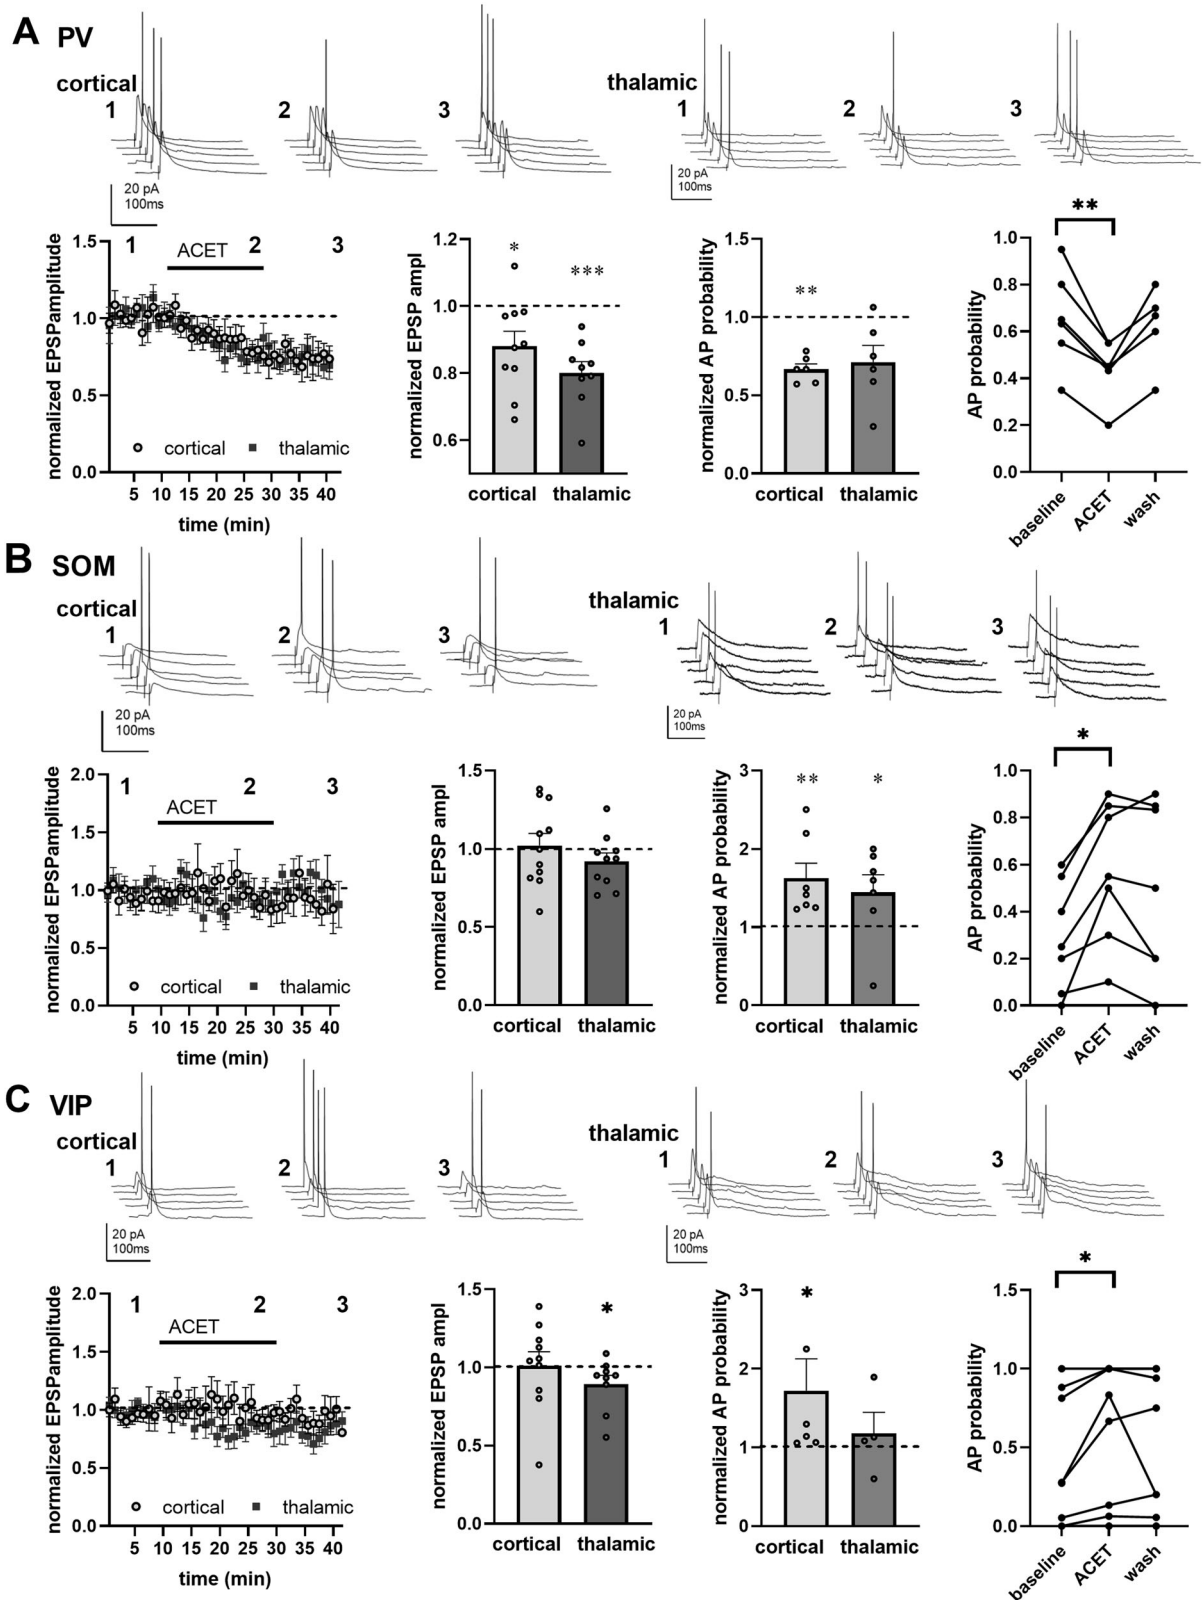 A PV
cortical
1
2
3
thalamic
1
2
3
20 pA
100ms
20 pA
100ms
normalized EPSPamplitude
1.5
1.0
0.5
0.0
1
ACET
2
3
cortical
thalamic
5 10 15 20 25 30 35 40
time (min)
normalized EPSP ampl
1.2
1.0
0.8
0.6
*
***
cortical thalamic
normalized AP probability
1.5
1.0
0.5
0.0
**
cortical thalamic
AP probability
1.0
0.8
0.6
0.4
0.2
0.0
**
baseline
ACET
wash
B SOM
cortical
1
2
3
thalamic
1
2
3
20 pA
100ms
20 pA
100ms
normalized EPSPamplitude
2.0
1.5
1.0
0.5
0.0
1
ACET
2
3
cortical
thalamic
5 10 15 20 25 30 35 40
time (min)
normalized EPSP ampl
1.5
1.0
0.5
0.0
cortical thalamic
normalized AP probability
3
2
1
0
**
*
cortical thalamic
AP probability
1.0
0.8
0.6
0.4
0.2
0.0
*
baseline
ACET
wash
C VIP
cortical
1
2
3
thalamic
1
2
3
20 pA
100ms
20 pA
100ms
normalized EPSPamplitude
2.0
1.5
1.0
0.5
0.0
1
ACET
2
3
cortical
thalamic
5 10 15 20 25 30 35 40
time (min)
normalized EPSP ampl
1.5
1.0
0.5
0.0
*
cortical thalamic
normalized AP probability
3
2
1
0
*
cortical thalamic
AP probability
1.5
1.0
0.5
0.0
*
baseline
ACET
wash